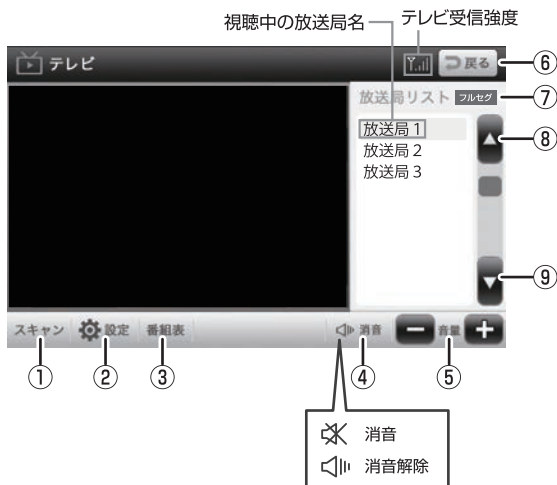 視聴中の放送局名 テレビ受信強度
テレビ 戻る ⑥
放送局リスト フルセグ ⑦
放送局 1 ⑧
放送局 2
放送局 3
⑨
スキャン 設定 番組表 消音 音量
① ② ③ ④ ⑤
消音
消音解除